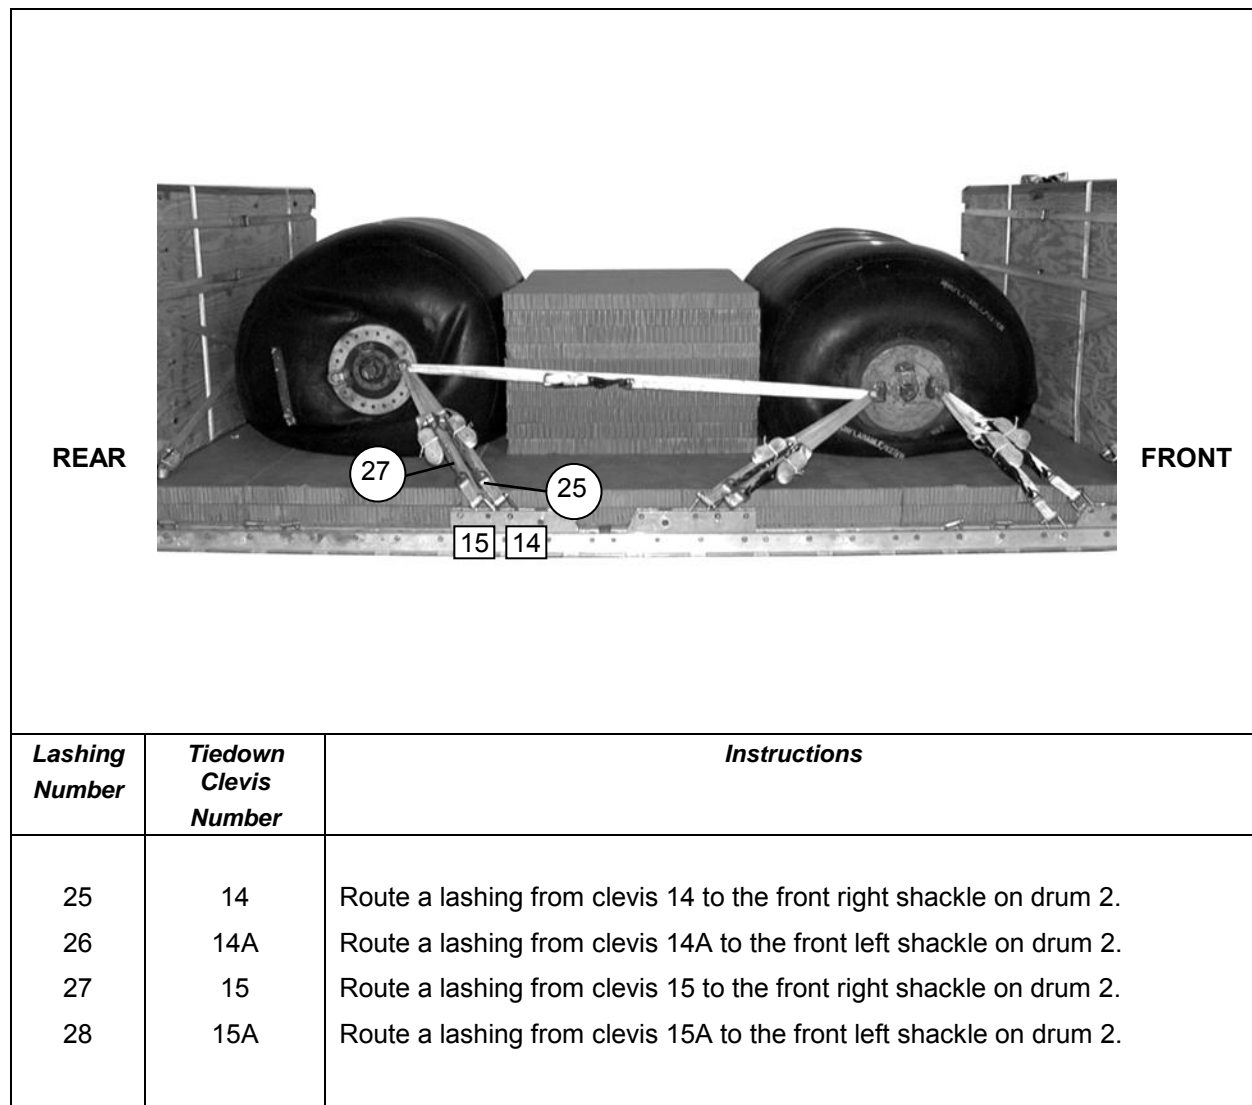 REAR
FRONT
27
25
15
14
Lashing Number
Tiedown Clevis Number
Instructions
25 14 Route a lashing from clevis 14 to the front right shackle on drum 2.
26 14A Route a lashing from clevis 14A to the front left shackle on drum 2.
27 15 Route a lashing from clevis 15 to the front right shackle on drum 2.
28 15A Route a lashing from clevis 15A to the front left shackle on drum 2.